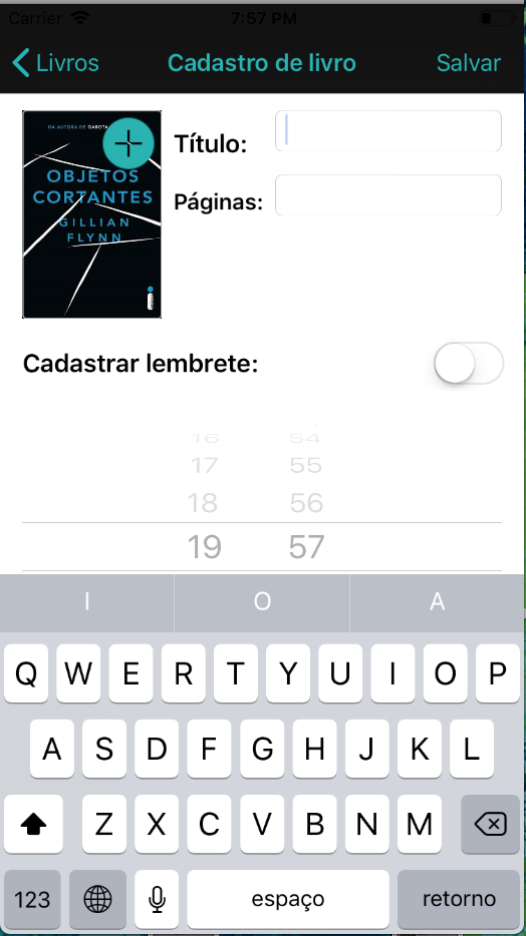 Carrier 7:57 PM
Livros Cadastro de livro Salvar
DA AUTORA DE GAROTA
OBJETOS
CORTANTES
GILLIAN
FLYNN
Título:
Páginas:
Cadastrar lembrete:
16 54
17 55
18 56
19 57
I O A
Q W E R T Y U I O P
A S D F G H J K L
Z X C V B N M
123 espaço retorno